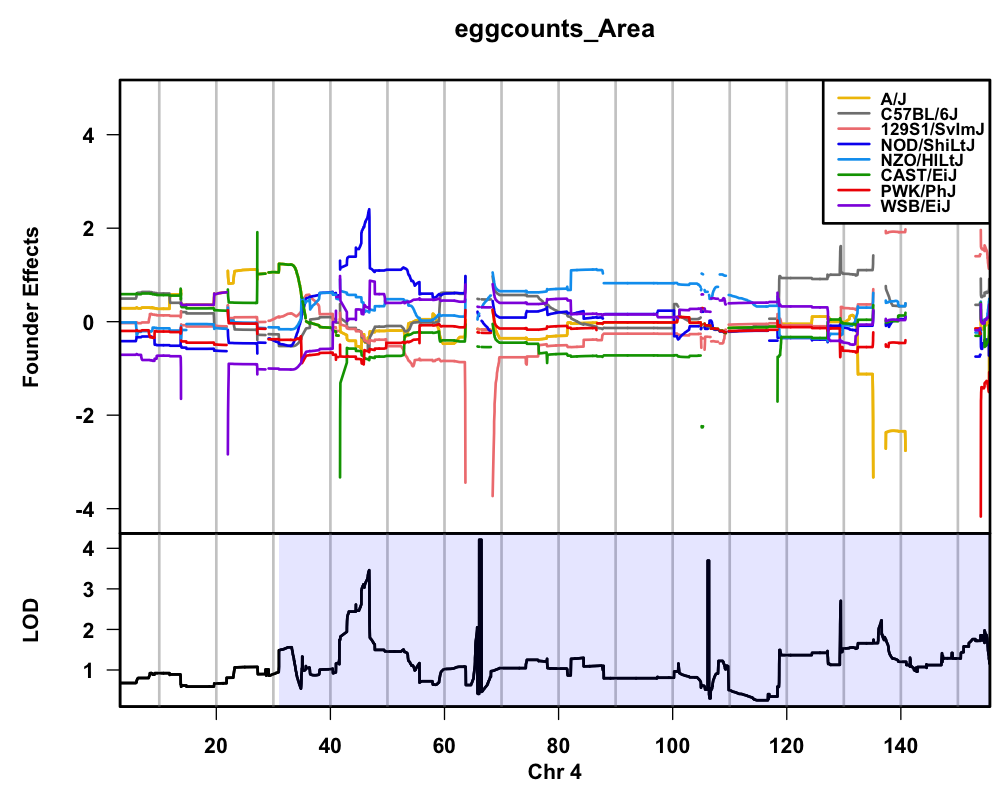 eggcounts_Area
A/J
C57BL/6J
129S1/SvImJ
NOD/ShiLtJ
NZO/HlLtJ
CAST/EiJ
PWK/PhJ
WSB/EiJ
Founder Effects
4
2
0
-2
-4
LOD
4
3
2
1
20 40 60 80 100 120 140
Chr 4